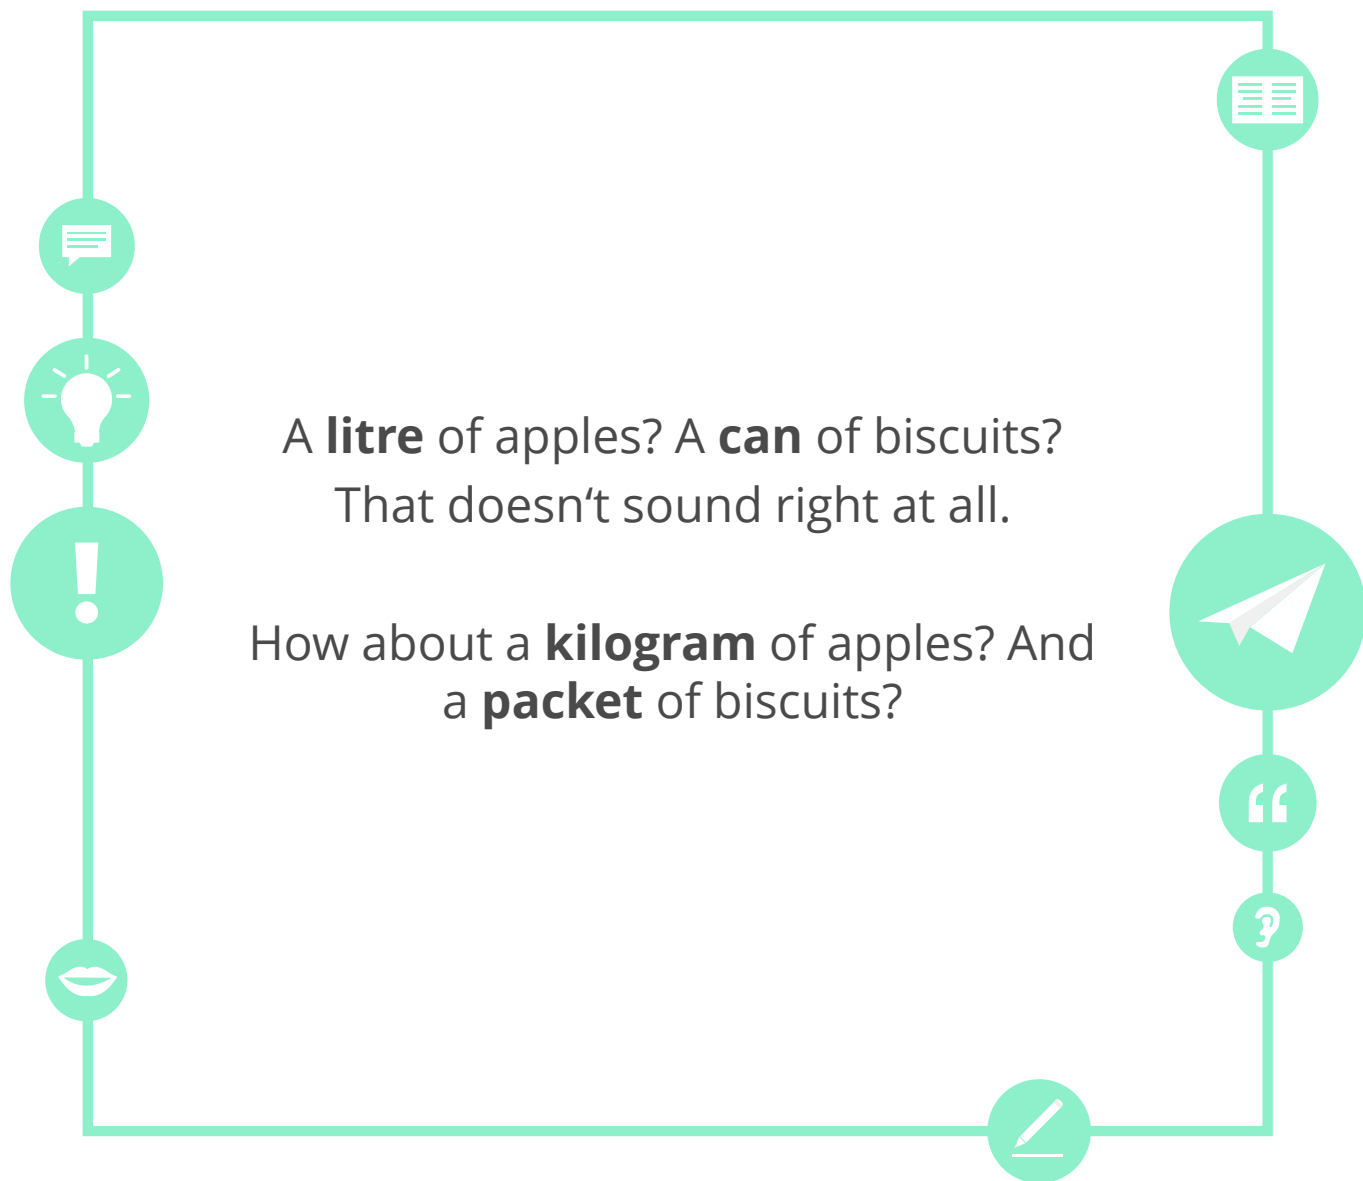 A litre of apples? A can of biscuits?
That doesn‘t sound right at all.
How about a kilogram of apples? And
a packet of biscuits?